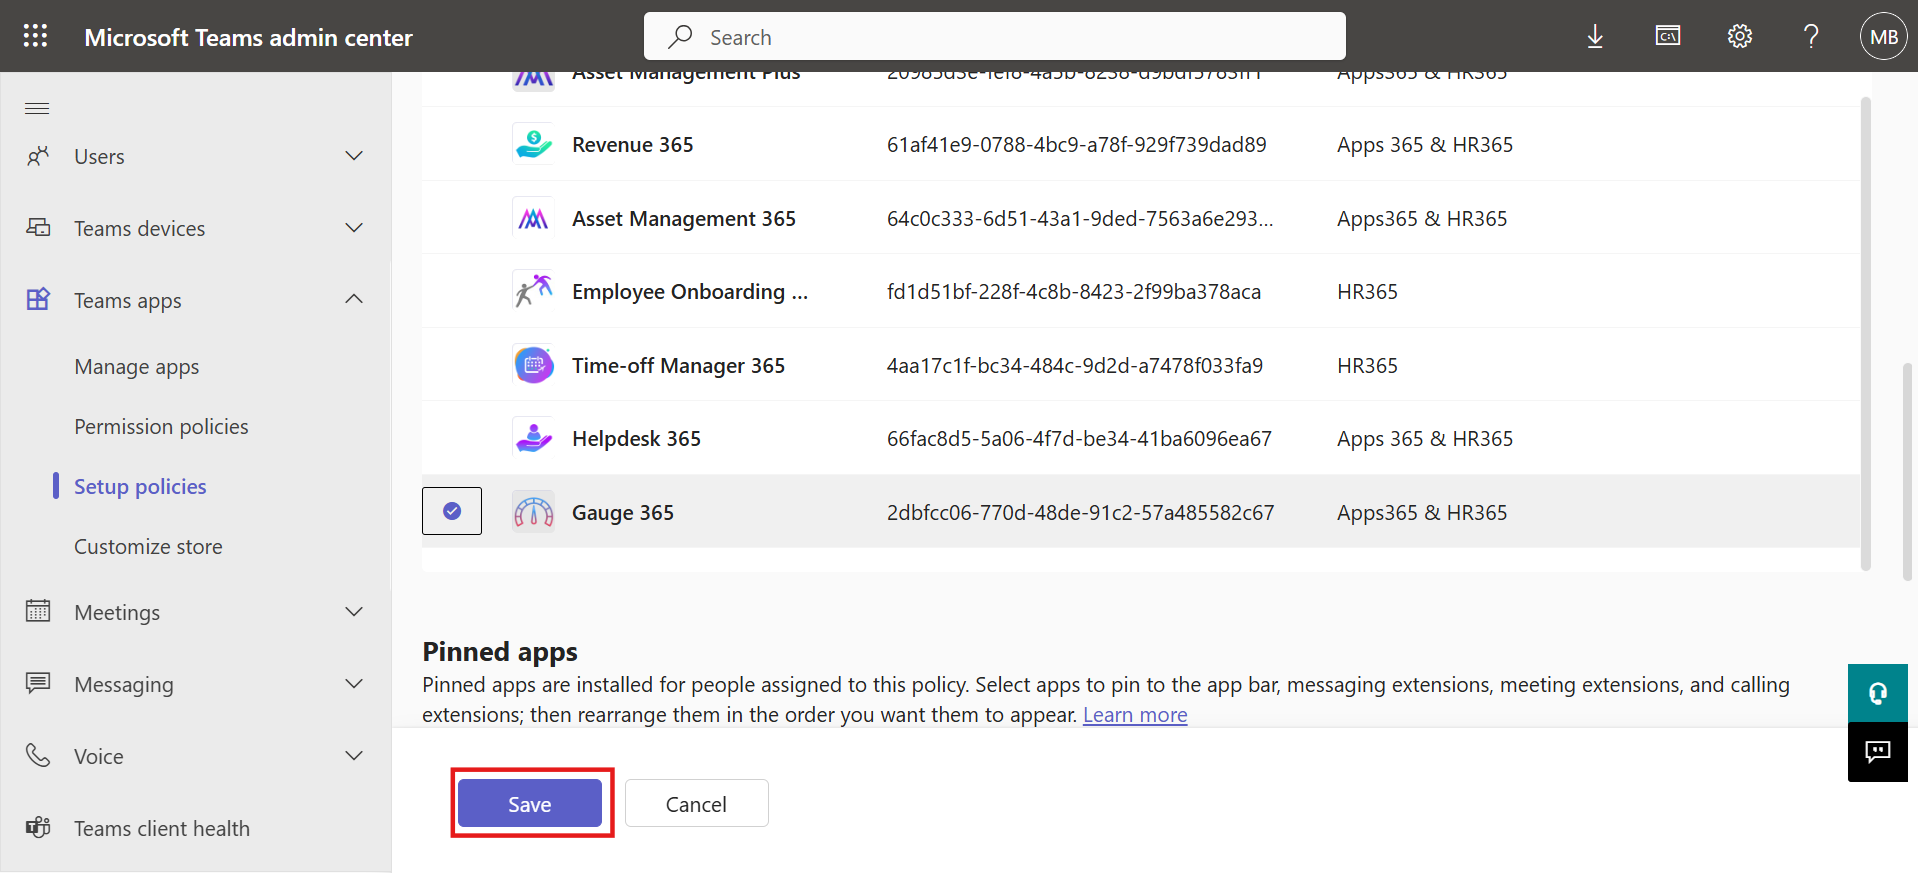 Microsoft Teams admin center
Search
MB
Users
Teams devices
Teams apps
Manage apps
Permission policies
Setup policies
Customize store
Meetings
Messaging
Voice
Teams client health
Asset Management Plus Apps365 & HR365
Revenue 365 61af41e9-0788-4bc9-a78f-929f739dad89 Apps 365 & HR365
Asset Management 365 64c0c333-6d51-43a1-9ded-7563a6e293... Apps365 & HR365
Employee Onboarding ... fd1d51bf-228f-4c8b-8423-2f99ba378aca HR365
Time-off Manager 365 4aa17c1f-bc34-484c-9d2d-a7478f033fa9 HR365
Helpdesk 365 66fac8d5-5a06-4f7d-be34-41ba6096ea67 Apps 365 & HR365
Gauge 365 2dbfcc06-770d-48de-91c2-57a485582c67 Apps365 & HR365
Pinned apps
Pinned apps are installed for people assigned to this policy. Select apps to pin to the app bar, messaging extensions, meeting extensions, and calling
extensions; then rearrange them in the order you want them to appear. Learn more
Save
Cancel